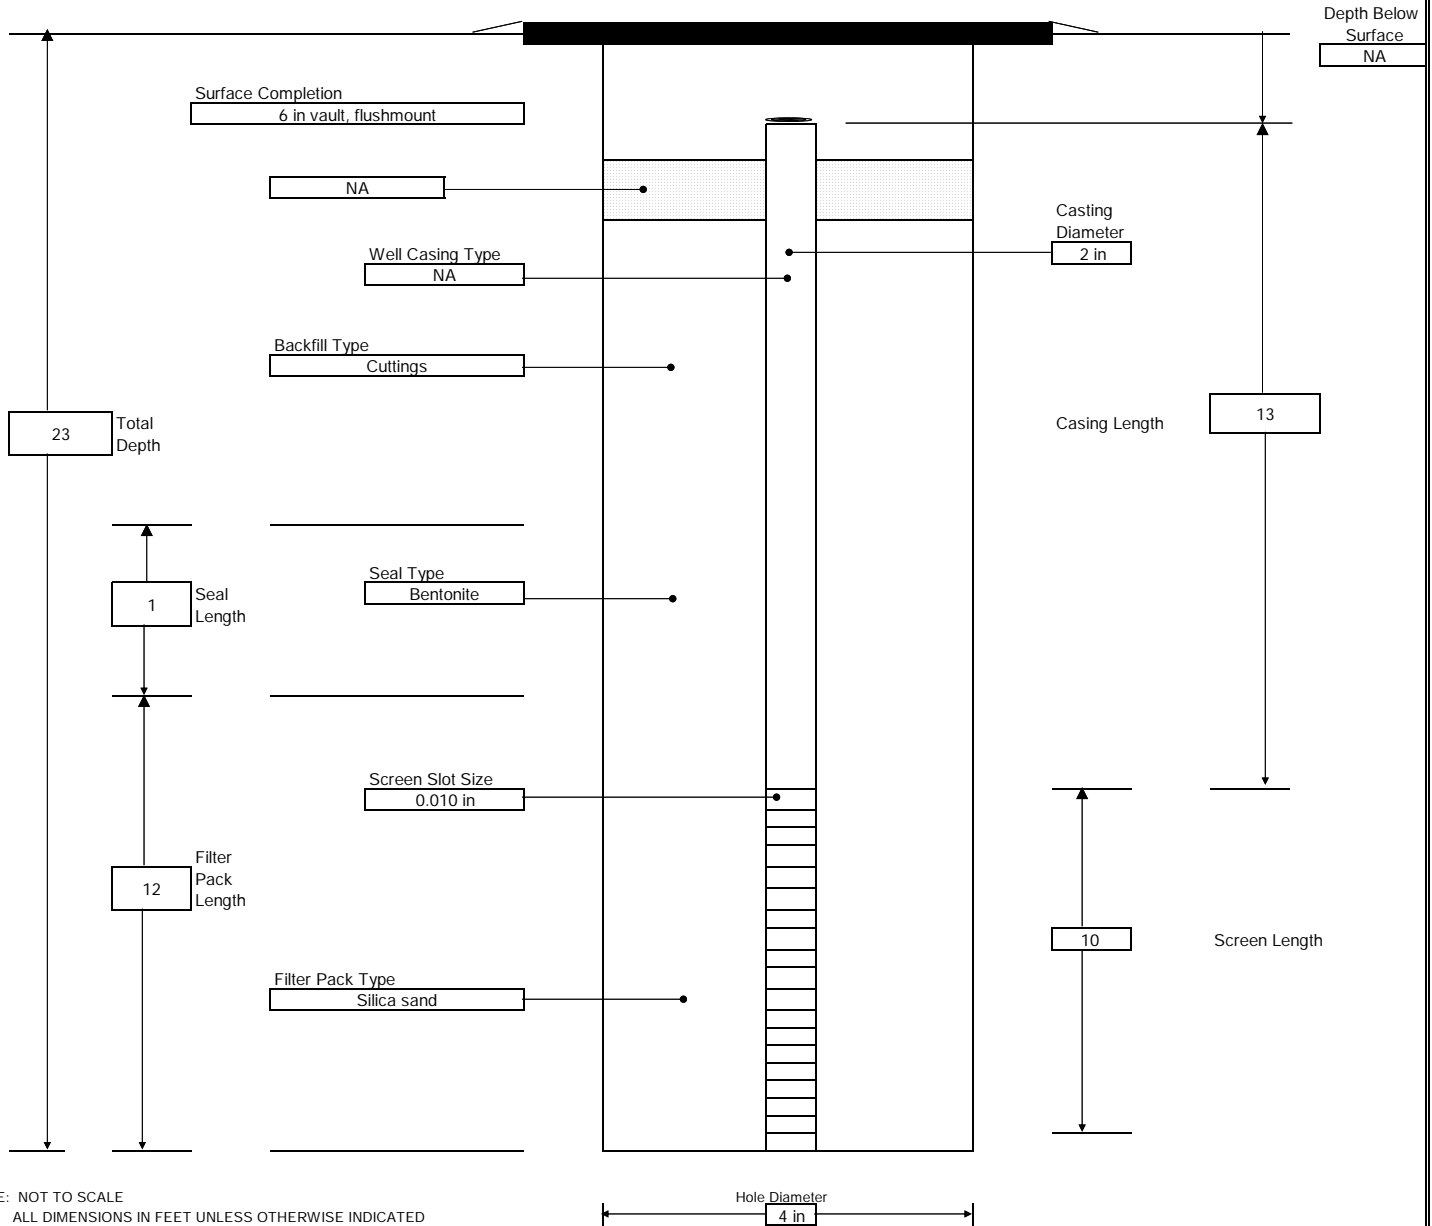 Depth Below
Surface
NA
Surface Completion
6 in vault, flushmount
NA
Casting
Diameter
2 in
Well Casing Type
NA
Backfill Type
Cuttings
13
Casing Length
23
Total
Depth
Seal Type
Bentonite
1
Seal
Length
Screen Slot Size
0.010 in
Filter
Pack
Length
12
10
Screen Length
Filter Pack Type
Silica sand
E: NOT TO SCALE
ALL DIMENSIONS IN FEET UNLESS OTHERWISE INDICATED
Hole Diameter
4 in